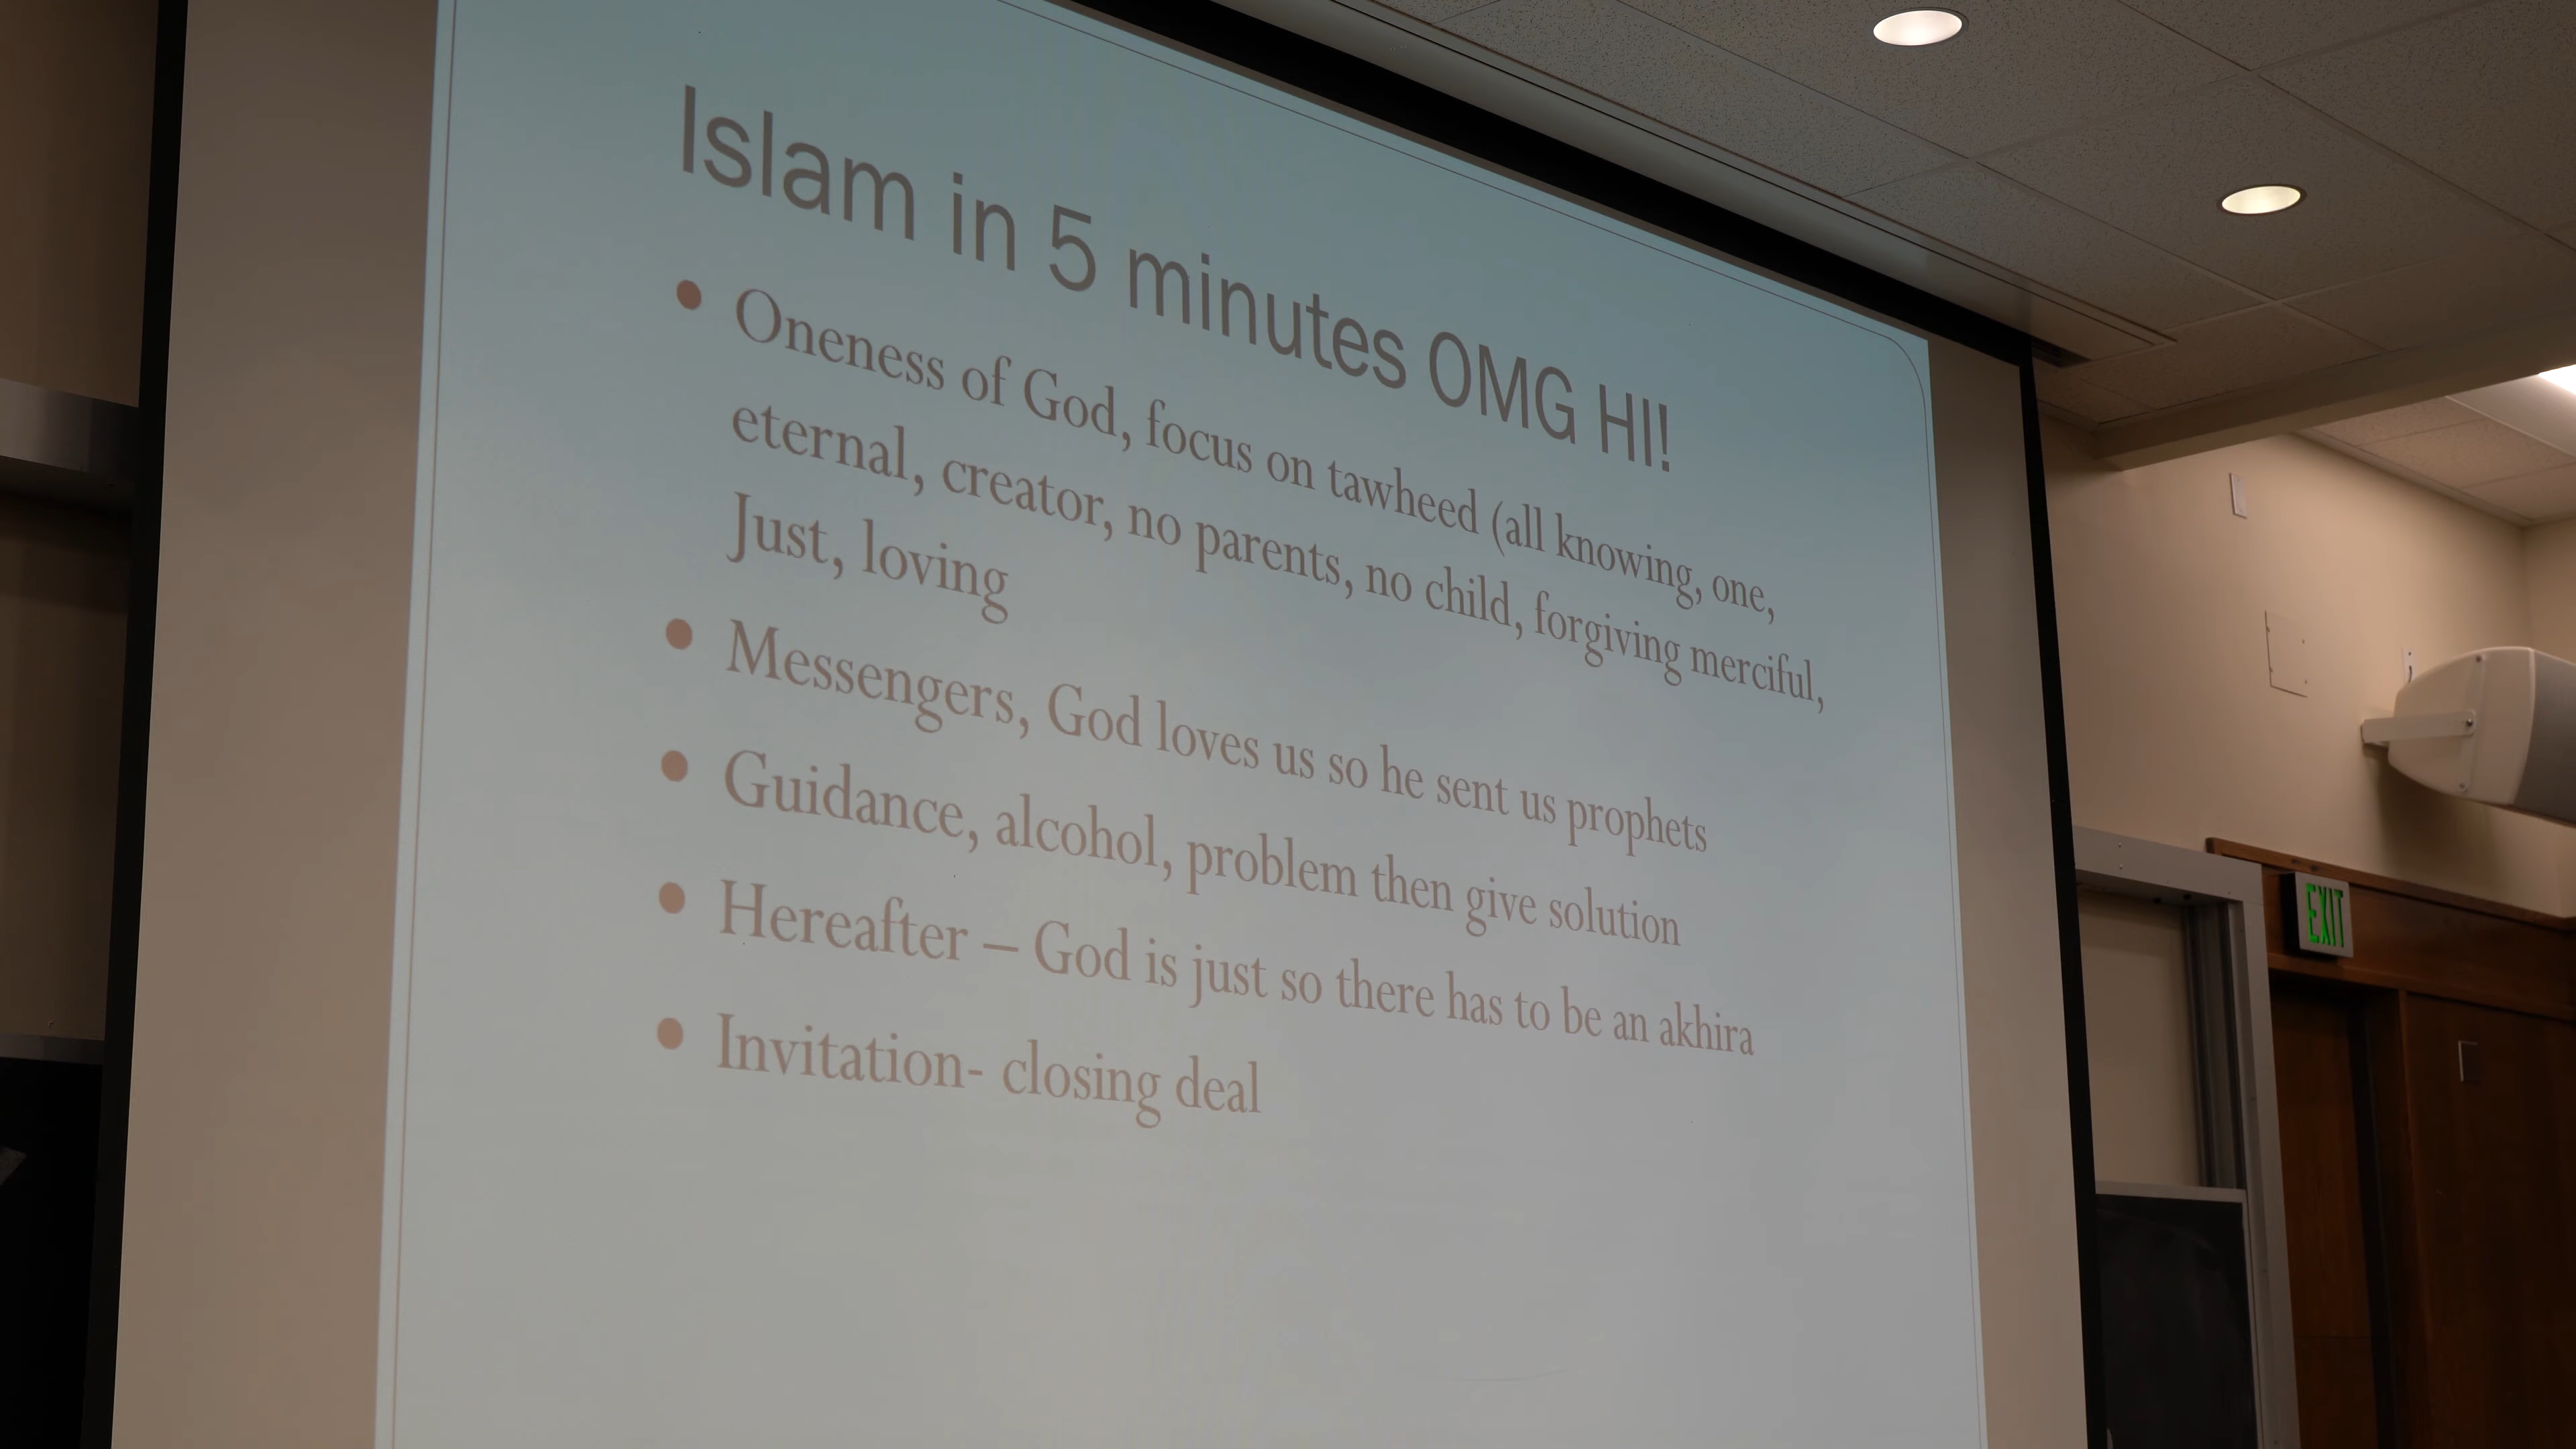 Islam in 5 minutes OMG HI!
• Oneness of God, focus on tawheed (all knowing, one,
eternal, creator, no parents, no child, forgiving merciful,
Just, loving
• Messengers, God loves us so he sent us prophets
• Guidance, alcohol, problem then give solution
• Hereafter – God is just so there has to be an akhira
• Invitation- closing deal
EXIT